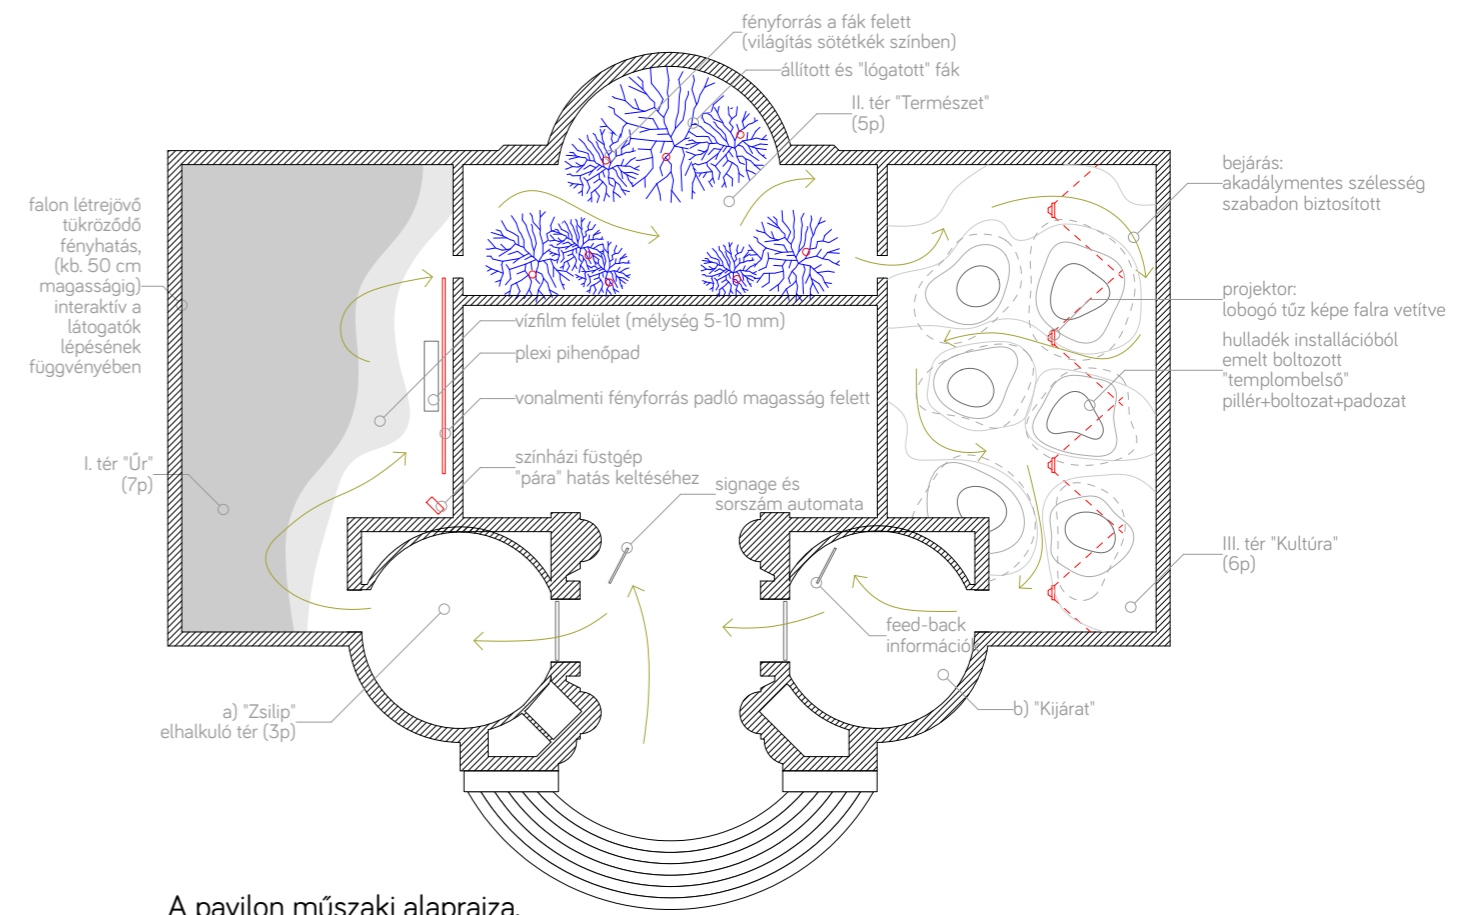 fényforrás a fák felett
(világítás sötétkék színben)
állított és "lógatott" fák
II. tér "Természet"
(5p)
bejárás:
akadálymentes szélesség
szabadon biztosított
falon létrejövő
tükröződő
fényhatás,
(kb. 50 cm
magasságig)
interaktív a
látogatók
lépésének
függvényében
projektor:
lobogó tűz képe falra vetítve
vízfilm felület (mélység 5-10 mm)
plexi pihenőpad
hulladék installációból
emelt boltozott
"templombelső"
pillér+boltozat+padozat
vonalmenti fényforrás padló magasság felett
I. tér "Űr"
(7p)
színházi füstgép
"pára" hatás keltéséhez
signage és
sorszám automata
III. tér "Kultúra"
(6p)
feed-back
információk
a) "Zsilip"
elhalkuló tér (3p)
b) "Kijárat"
A pavilon műszaki alaprajza.